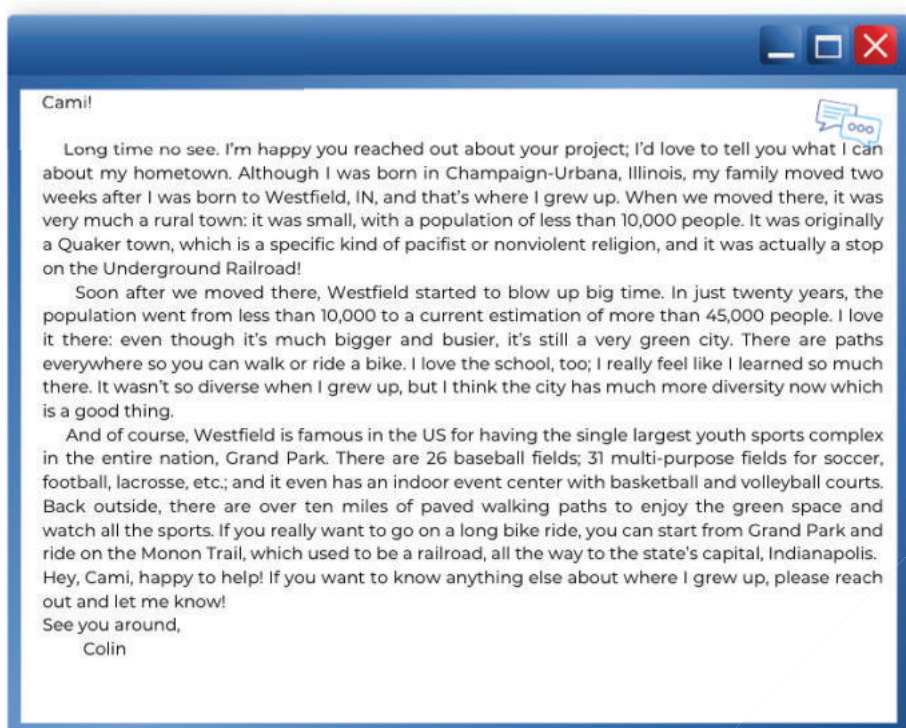 Cami!
Long time no see. I'm happy you reached out about your project; I'd love to tell you what I can
about my hometown. Although I was born in Champaign-Urbana, Illinois, my family moved two
weeks after I was born to Westfield, IN, and that's where I grew up. When we moved there, it was
very much a rural town: it was small, with a population of less than 10,000 people. It was originally
a Quaker town, which is a specific kind of pacifist or nonviolent religion, and it was actually a stop
on the Underground Railroad!
Soon after we moved there, Westfield started to blow up big time. In just twenty years, the
population went from less than 10,000 to a current estimation of more than 45,000 people. I love
it there: even though it's much bigger and busier, it's still a very green city. There are paths
everywhere so you can walk or ride a bike. I love the school, too; I really feel like I learned so much
there. It wasn't so diverse when I grew up, but I think the city has much more diversity now which
is a good thing.
And of course, Westfield is famous in the US for having the single largest youth sports complex
in the entire nation, Grand Park. There are 26 baseball fields; 31 multi-purpose fields for soccer,
football, lacrosse, etc.; and it even has an indoor event center with basketball and volleyball courts.
Back outside, there are over ten miles of paved walking paths to enjoy the green space and
watch all the sports. If you really want to go on a long bike ride, you can start from Grand Park and
ride on the Monon Trail, which used to be a railroad, all the way to the state's capital, Indianapolis.
Hey, Cami, happy to help! If you want to know anything else about where I grew up, please reach
out and let me know!
See you around,
Colin